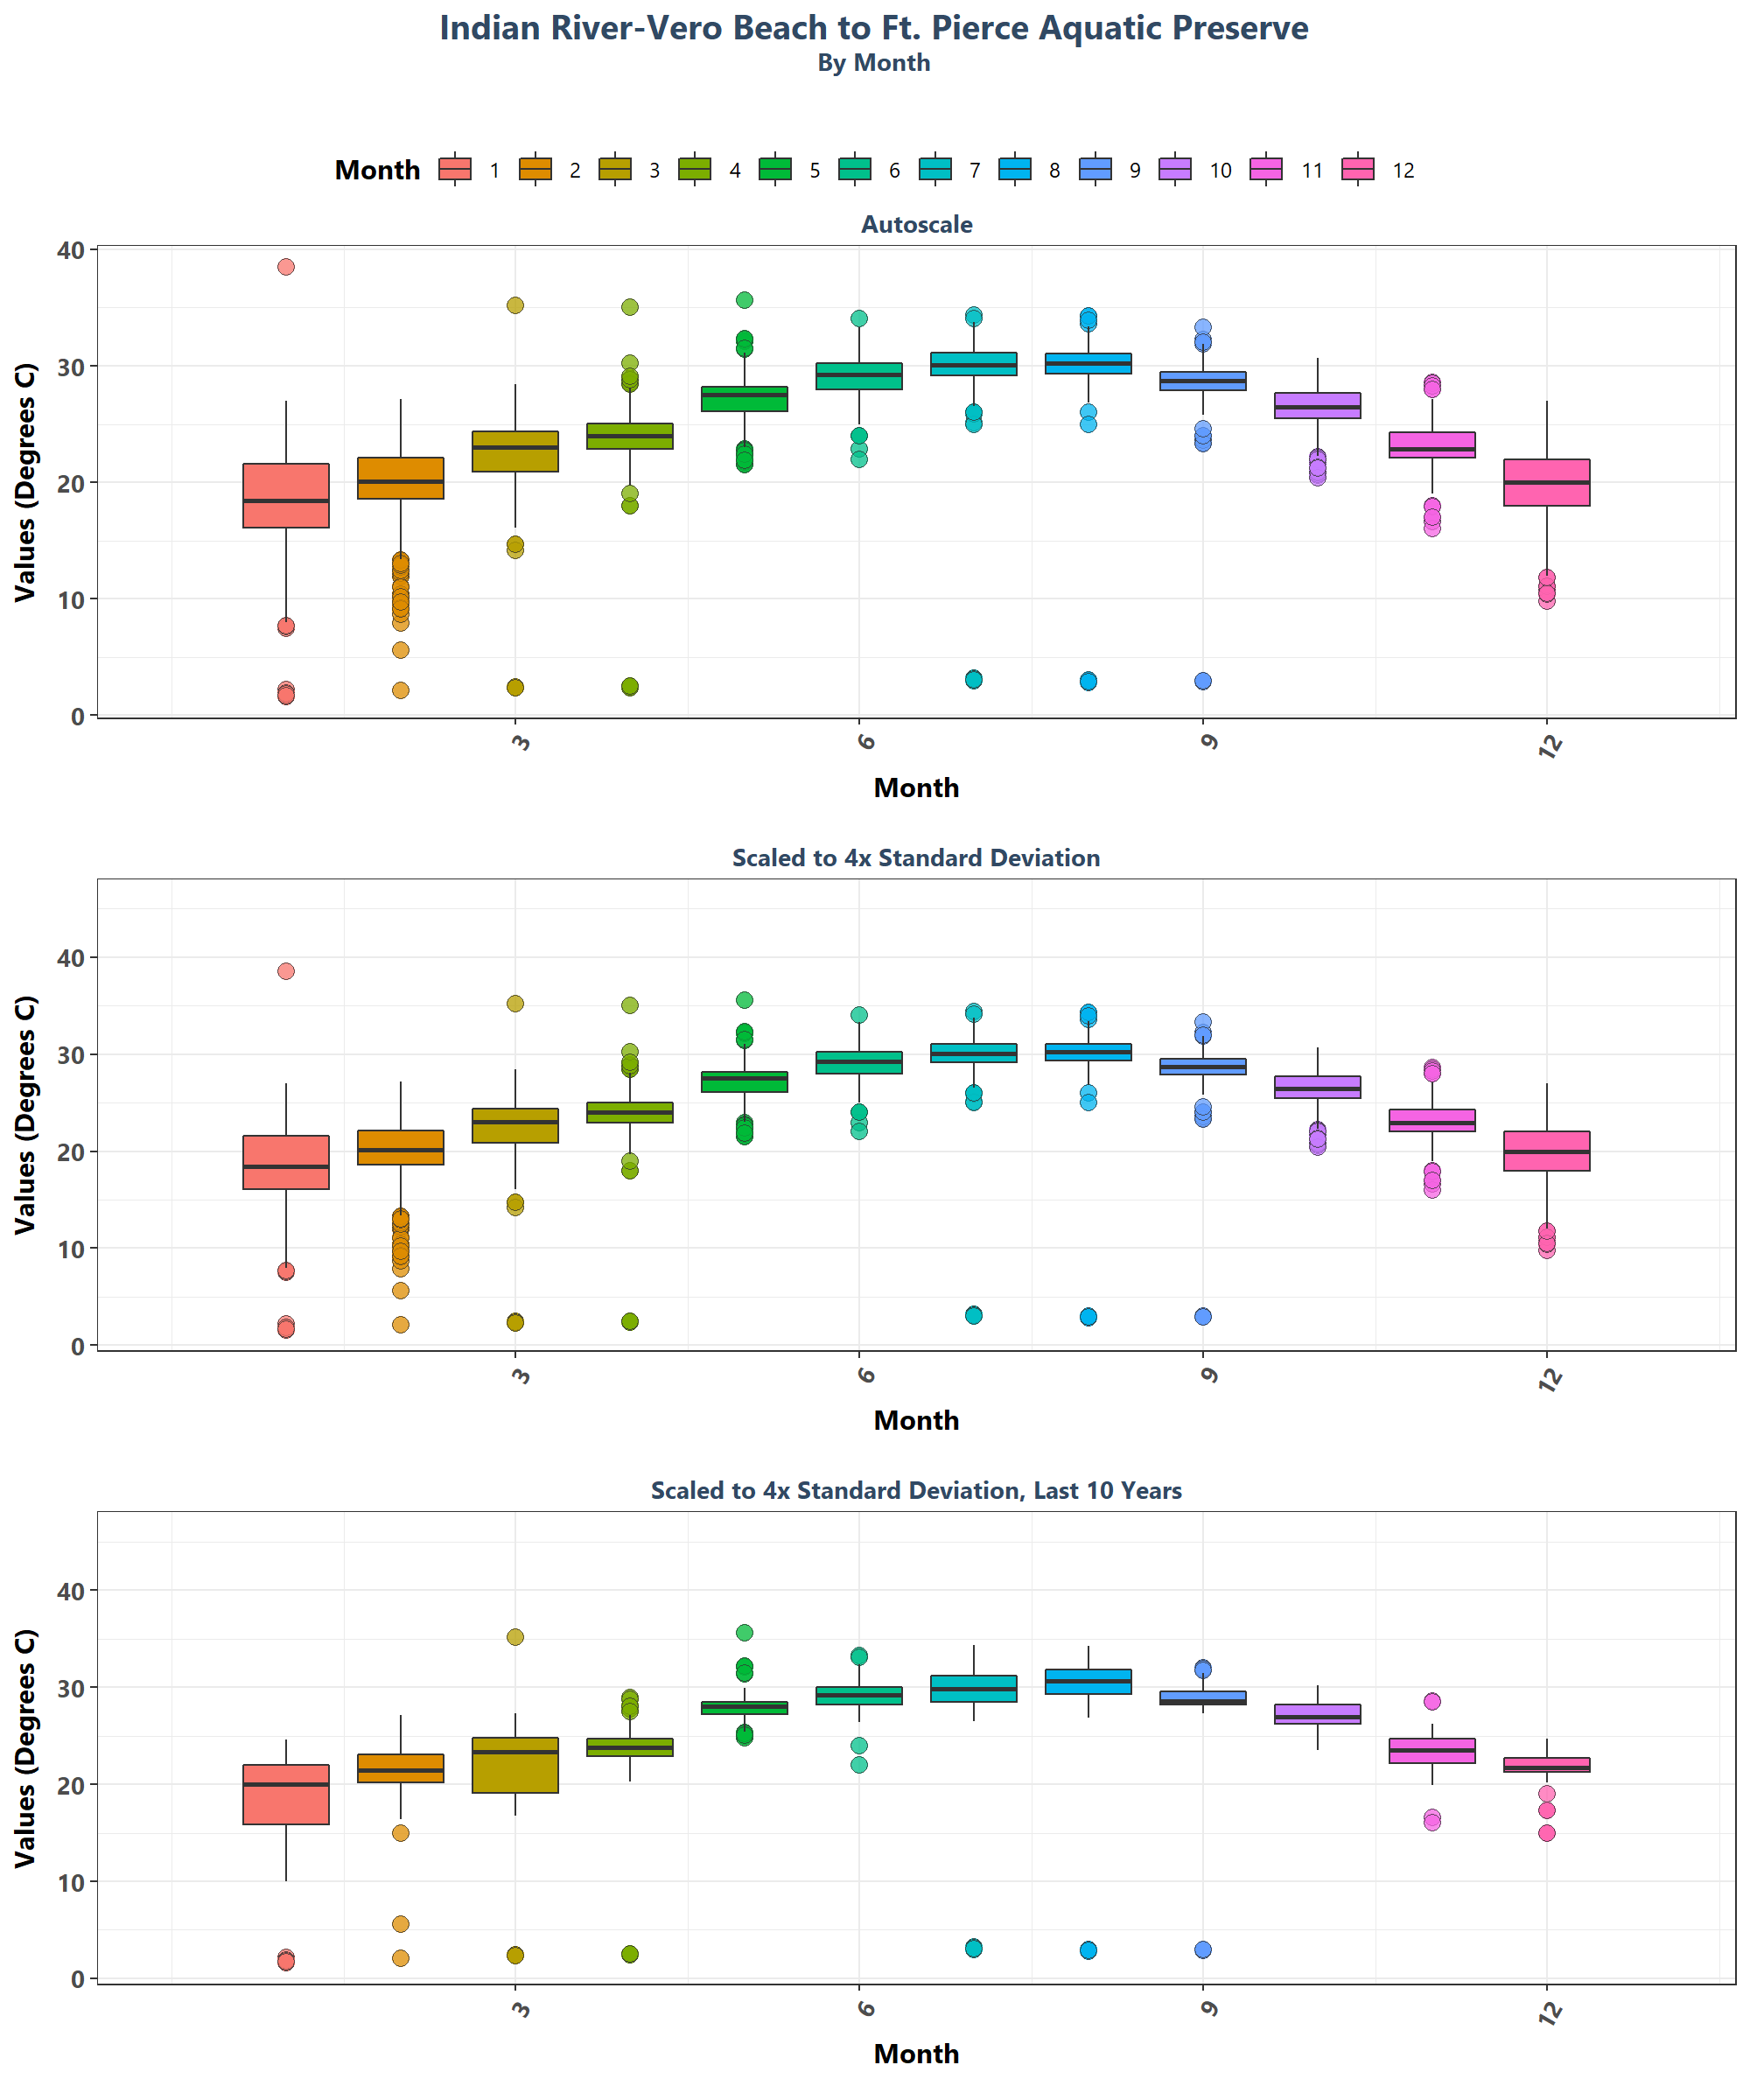 Indian River-Vero Beach to Ft. Pierce Aquatic Preserve
By Month
Month 1 2 3 4 5 6 7 8 9 10 11 12
Autoscale
Values (Degrees C)
40
30
20
10
0
3 6 9 12
Month
Scaled to 4x Standard Deviation
Values (Degrees C)
40
30
20
10
0
3 6 9 12
Month
Scaled to 4x Standard Deviation, Last 10 Years
Values (Degrees C)
40
30
20
10
0
3 6 9 12
Month